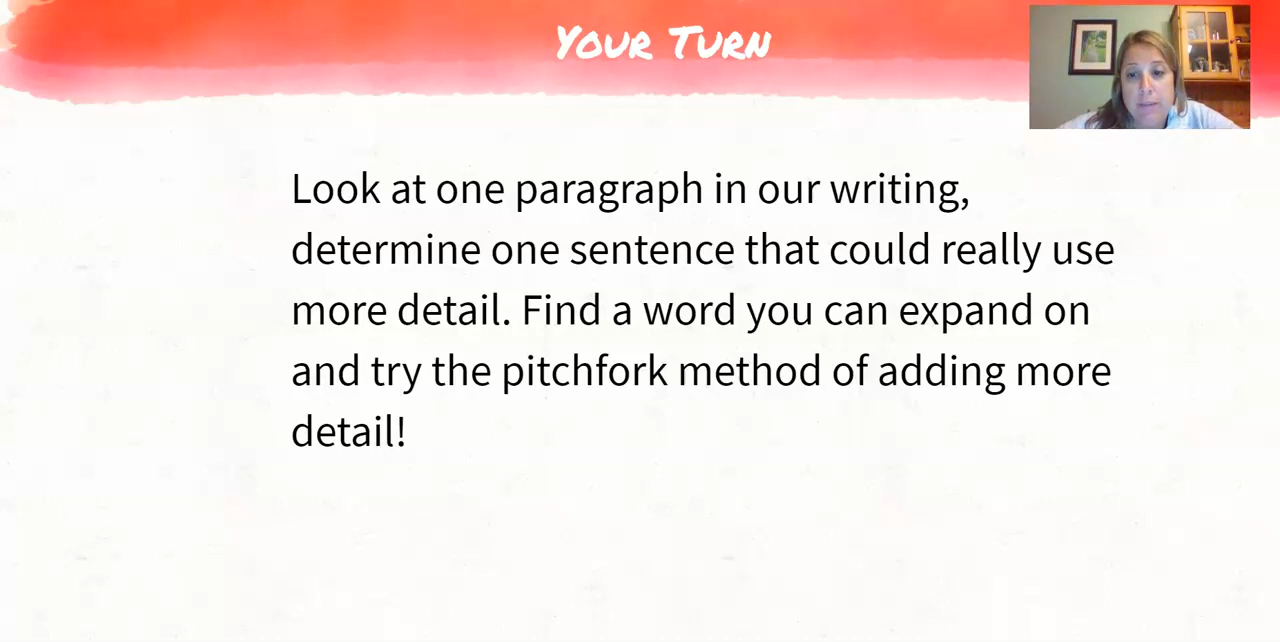 Your Turn
Look at one paragraph in our writing,
determine one sentence that could really use
more detail. Find a word you can expand on
and try the pitchfork method of adding more
detail!